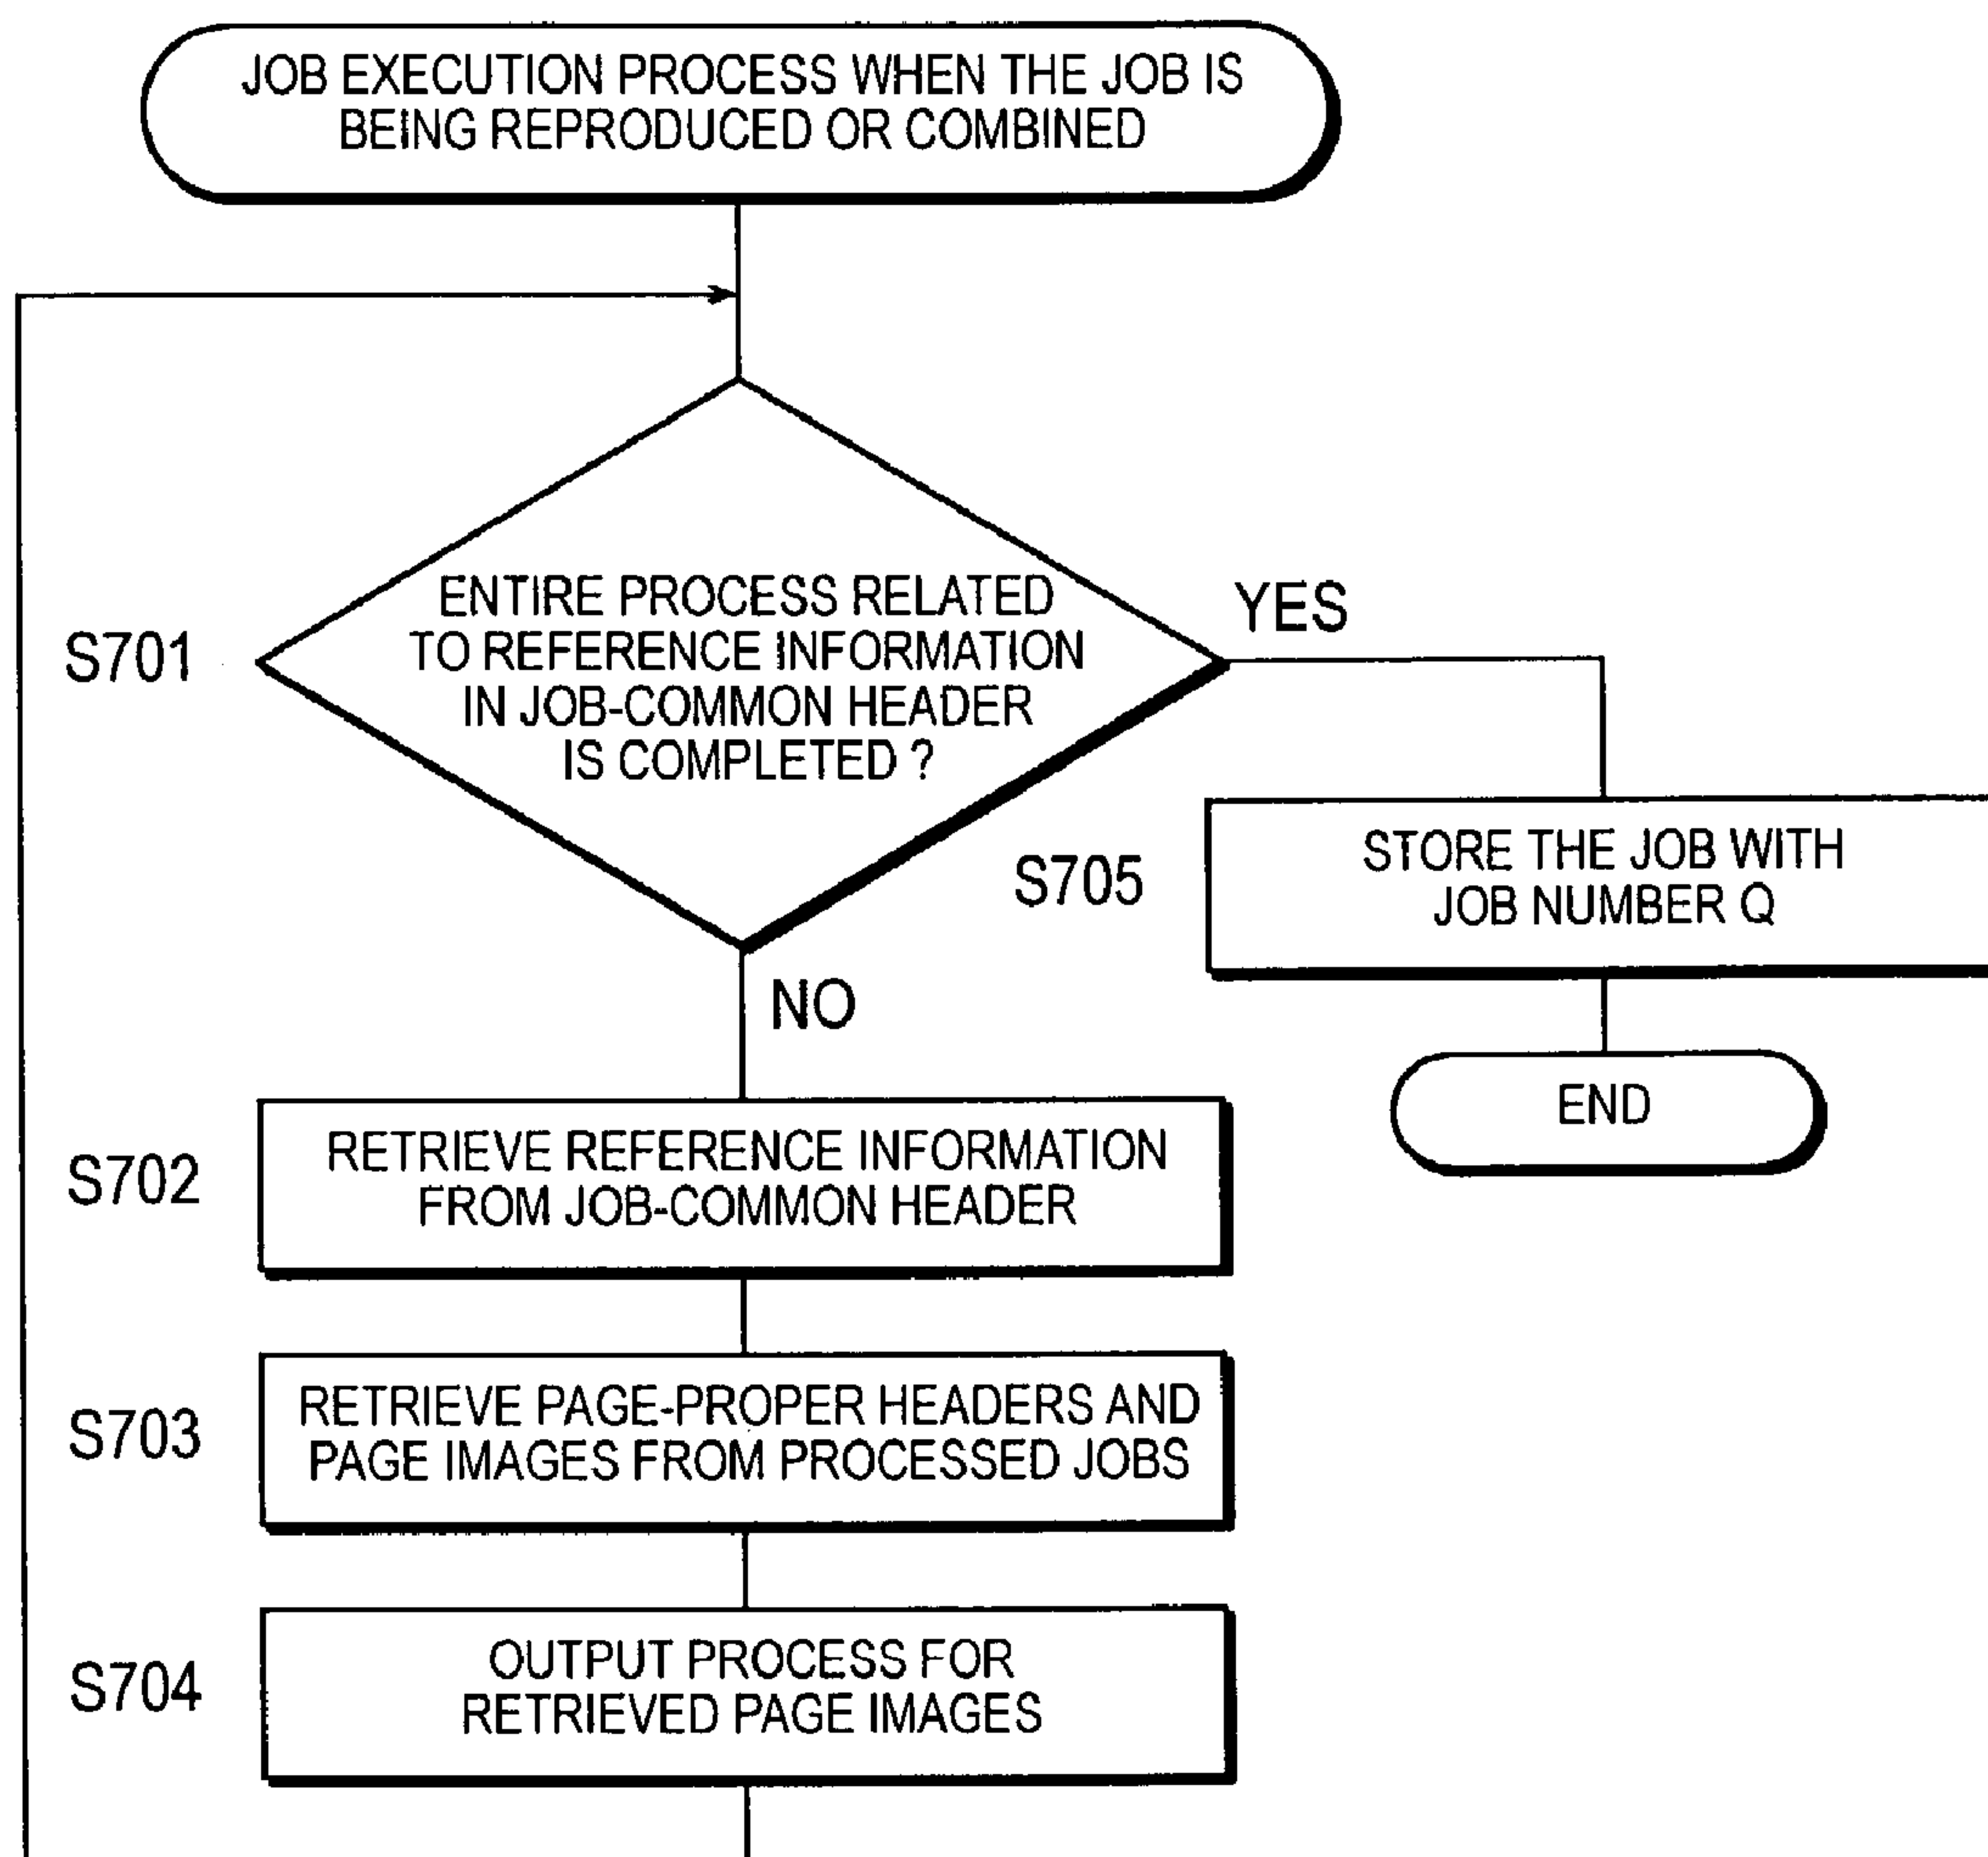 JOB EXECUTION PROCESS WHEN THE JOB IS
BEING REPRODUCED OR COMBINED
S701
ENTIRE PROCESS RELATED
TO REFERENCE INFORMATION
IN JOB-COMMON HEADER
IS COMPLETED ?
YES
NO
S705
STORE THE JOB WITH
JOB NUMBER Q
END
S702
RETRIEVE REFERENCE INFORMATION
FROM JOB-COMMON HEADER
S703
RETRIEVE PAGE-PROPER HEADERS AND
PAGE IMAGES FROM PROCESSED JOBS
S704
OUTPUT PROCESS FOR
RETRIEVED PAGE IMAGES